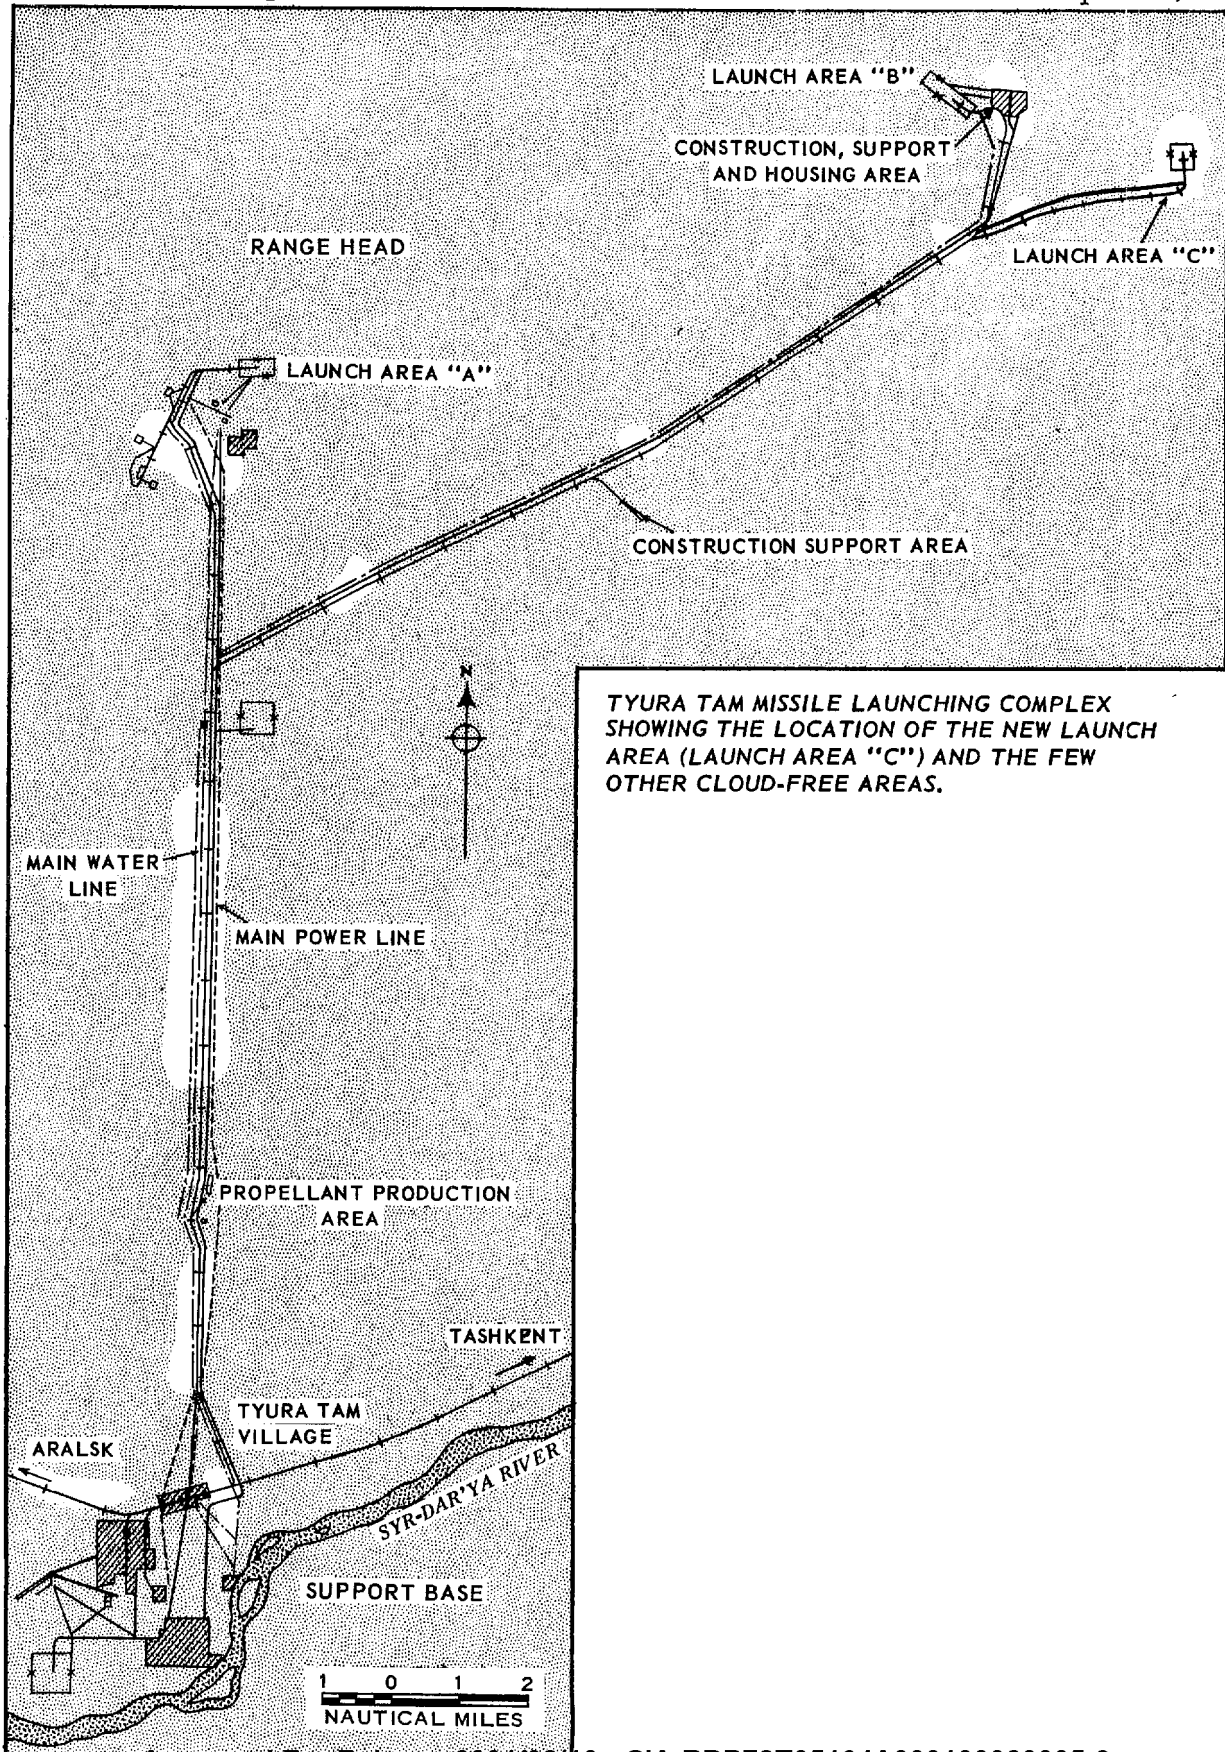 LAUNCH AREA "B"
CONSTRUCTION, SUPPORT
AND HOUSING AREA
RANGE HEAD
LAUNCH AREA "C"
LAUNCH AREA "A"
CONSTRUCTION SUPPORT AREA
N
TYURA TAM MISSILE LAUNCHING COMPLEX
SHOWING THE LOCATION OF THE NEW LAUNCH
AREA (LAUNCH AREA "C") AND THE FEW
OTHER CLOUD-FREE AREAS.
MAIN WATER
LINE
MAIN POWER LINE
PROPELLANT PRODUCTION
AREA
TASHKENT
TYURA TAM
VILLAGE
ARALSK
SYR-DAR'YA RIVER
SUPPORT BASE
1 0 1 2
NAUTICAL MILES